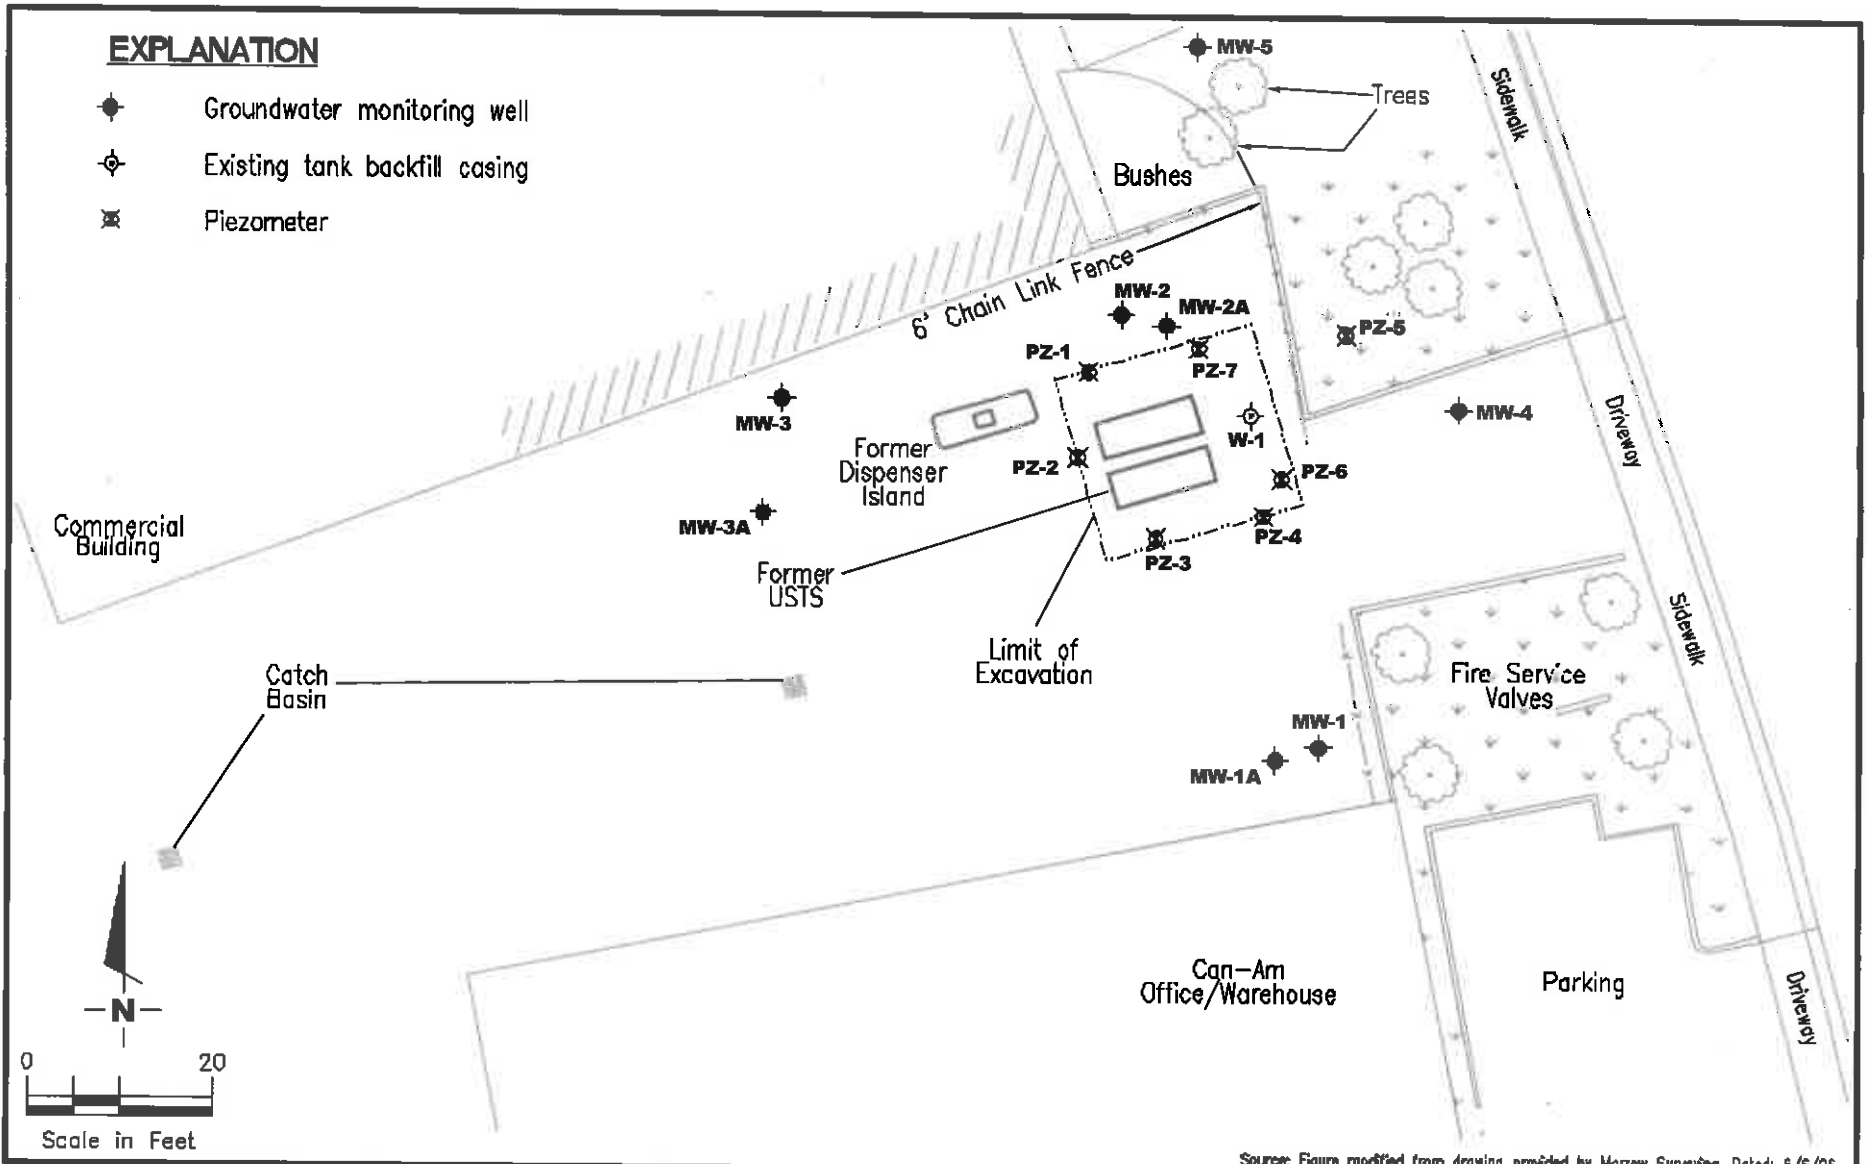 EXPLANATION
Groundwater monitoring well
Existing tank backfill casing
Piezometer
MW-5
Trees
Sidewalk
Bushes
6' Chain Link Fence
MW-2
MW-2A
PZ-1
PZ-7
PZ-5
MW-3
MW-4
W-1
Driveway
Former
Dispenser
Island
PZ-2
PZ-6
MW-3A
PZ-4
PZ-3
Commercial
Building
Former
USTS
Limit of
Excavation
Sidewalk
Catch
Basin
Fire Service
Valves
MW-1
MW-1A
Can-Am
Office/Warehouse
Parking
Driveway
N
0 20
Scale in Feet
Source: Figure modified from drawing provided by Surveying. Dated: